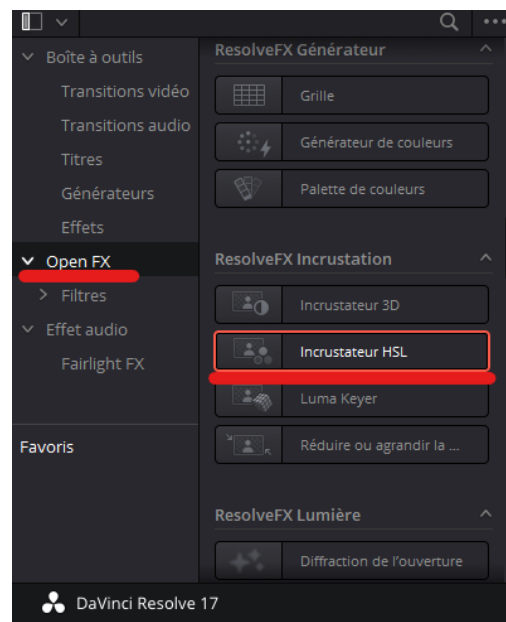 Boîte à outils
Transitions vidéo
Transitions audio
Titres
Générateurs
Effets
Open FX
Filtres
Effet audio
Fairlight FX
Favoris
ResolveFX Générateur
Grille
Générateur de couleurs
Palette de couleurs
ResolveFX Incrustation
Incrustateur 3D
Incrustateur HSL
Luma Keyer
Réduire ou agrandir la ...
ResolveFX Lumière
Diffraction de l'ouverture
DaVinci Resolve 17